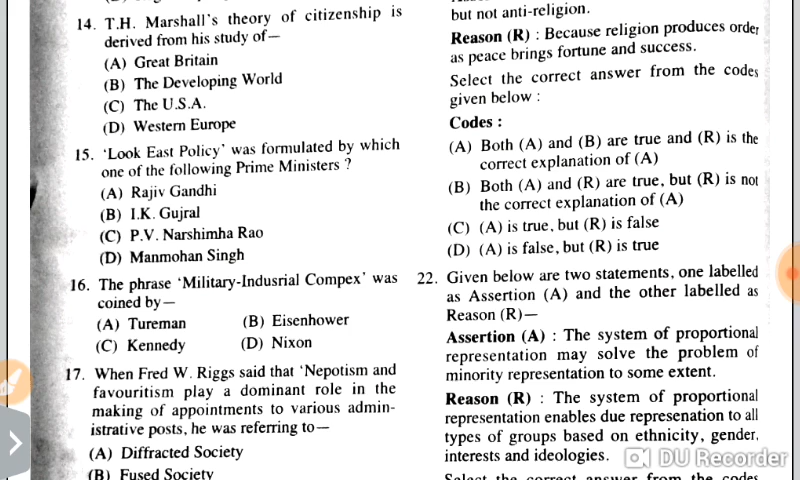 14. T.H. Marshall's theory of citizenship is
derived from his study of—
(A) Great Britain
(B) The Developing World
(C) The U.S.A.
(D) Western Europe
15. 'Look East Policy' was formulated by which
one of the following Prime Ministers ?
(A) Rajiv Gandhi
(B) I.K. Gujral
(C) P.V. Narshimha Rao
(D) Manmohan Singh
16. The phrase 'Military-Indusrial Compex' was
coined by—
(A) Tureman (B) Eisenhower
(C) Kennedy (D) Nixon
17. When Fred W. Riggs said that 'Nepotism and
favouritism play a dominant role in the
making of appointments to various admin-
istrative posts, he was referring to—
(A) Diffracted Society
(B) Fused Society
but not anti-religion.
Reason (R) : Because religion produces order
as peace brings fortune and success.
Select the correct answer from the codes
given below :
Codes :
(A) Both (A) and (B) are true and (R) is the
correct explanation of (A)
(B) Both (A) and (R) are true, but (R) is not
the correct explanation of (A)
(C) (A) is true, but (R) is false
(D) (A) is false, but (R) is true
22. Given below are two statements, one labelled
as Assertion (A) and the other labelled as
Reason (R)—
Assertion (A) : The system of proportional
representation may solve the problem of
minority representation to some extent.
Reason (R) : The system of proportional
representation enables due represenation to all
types of groups based on ethnicity, gender,
interests and ideologies.
DU Recorder
Select the correct answer from the codes